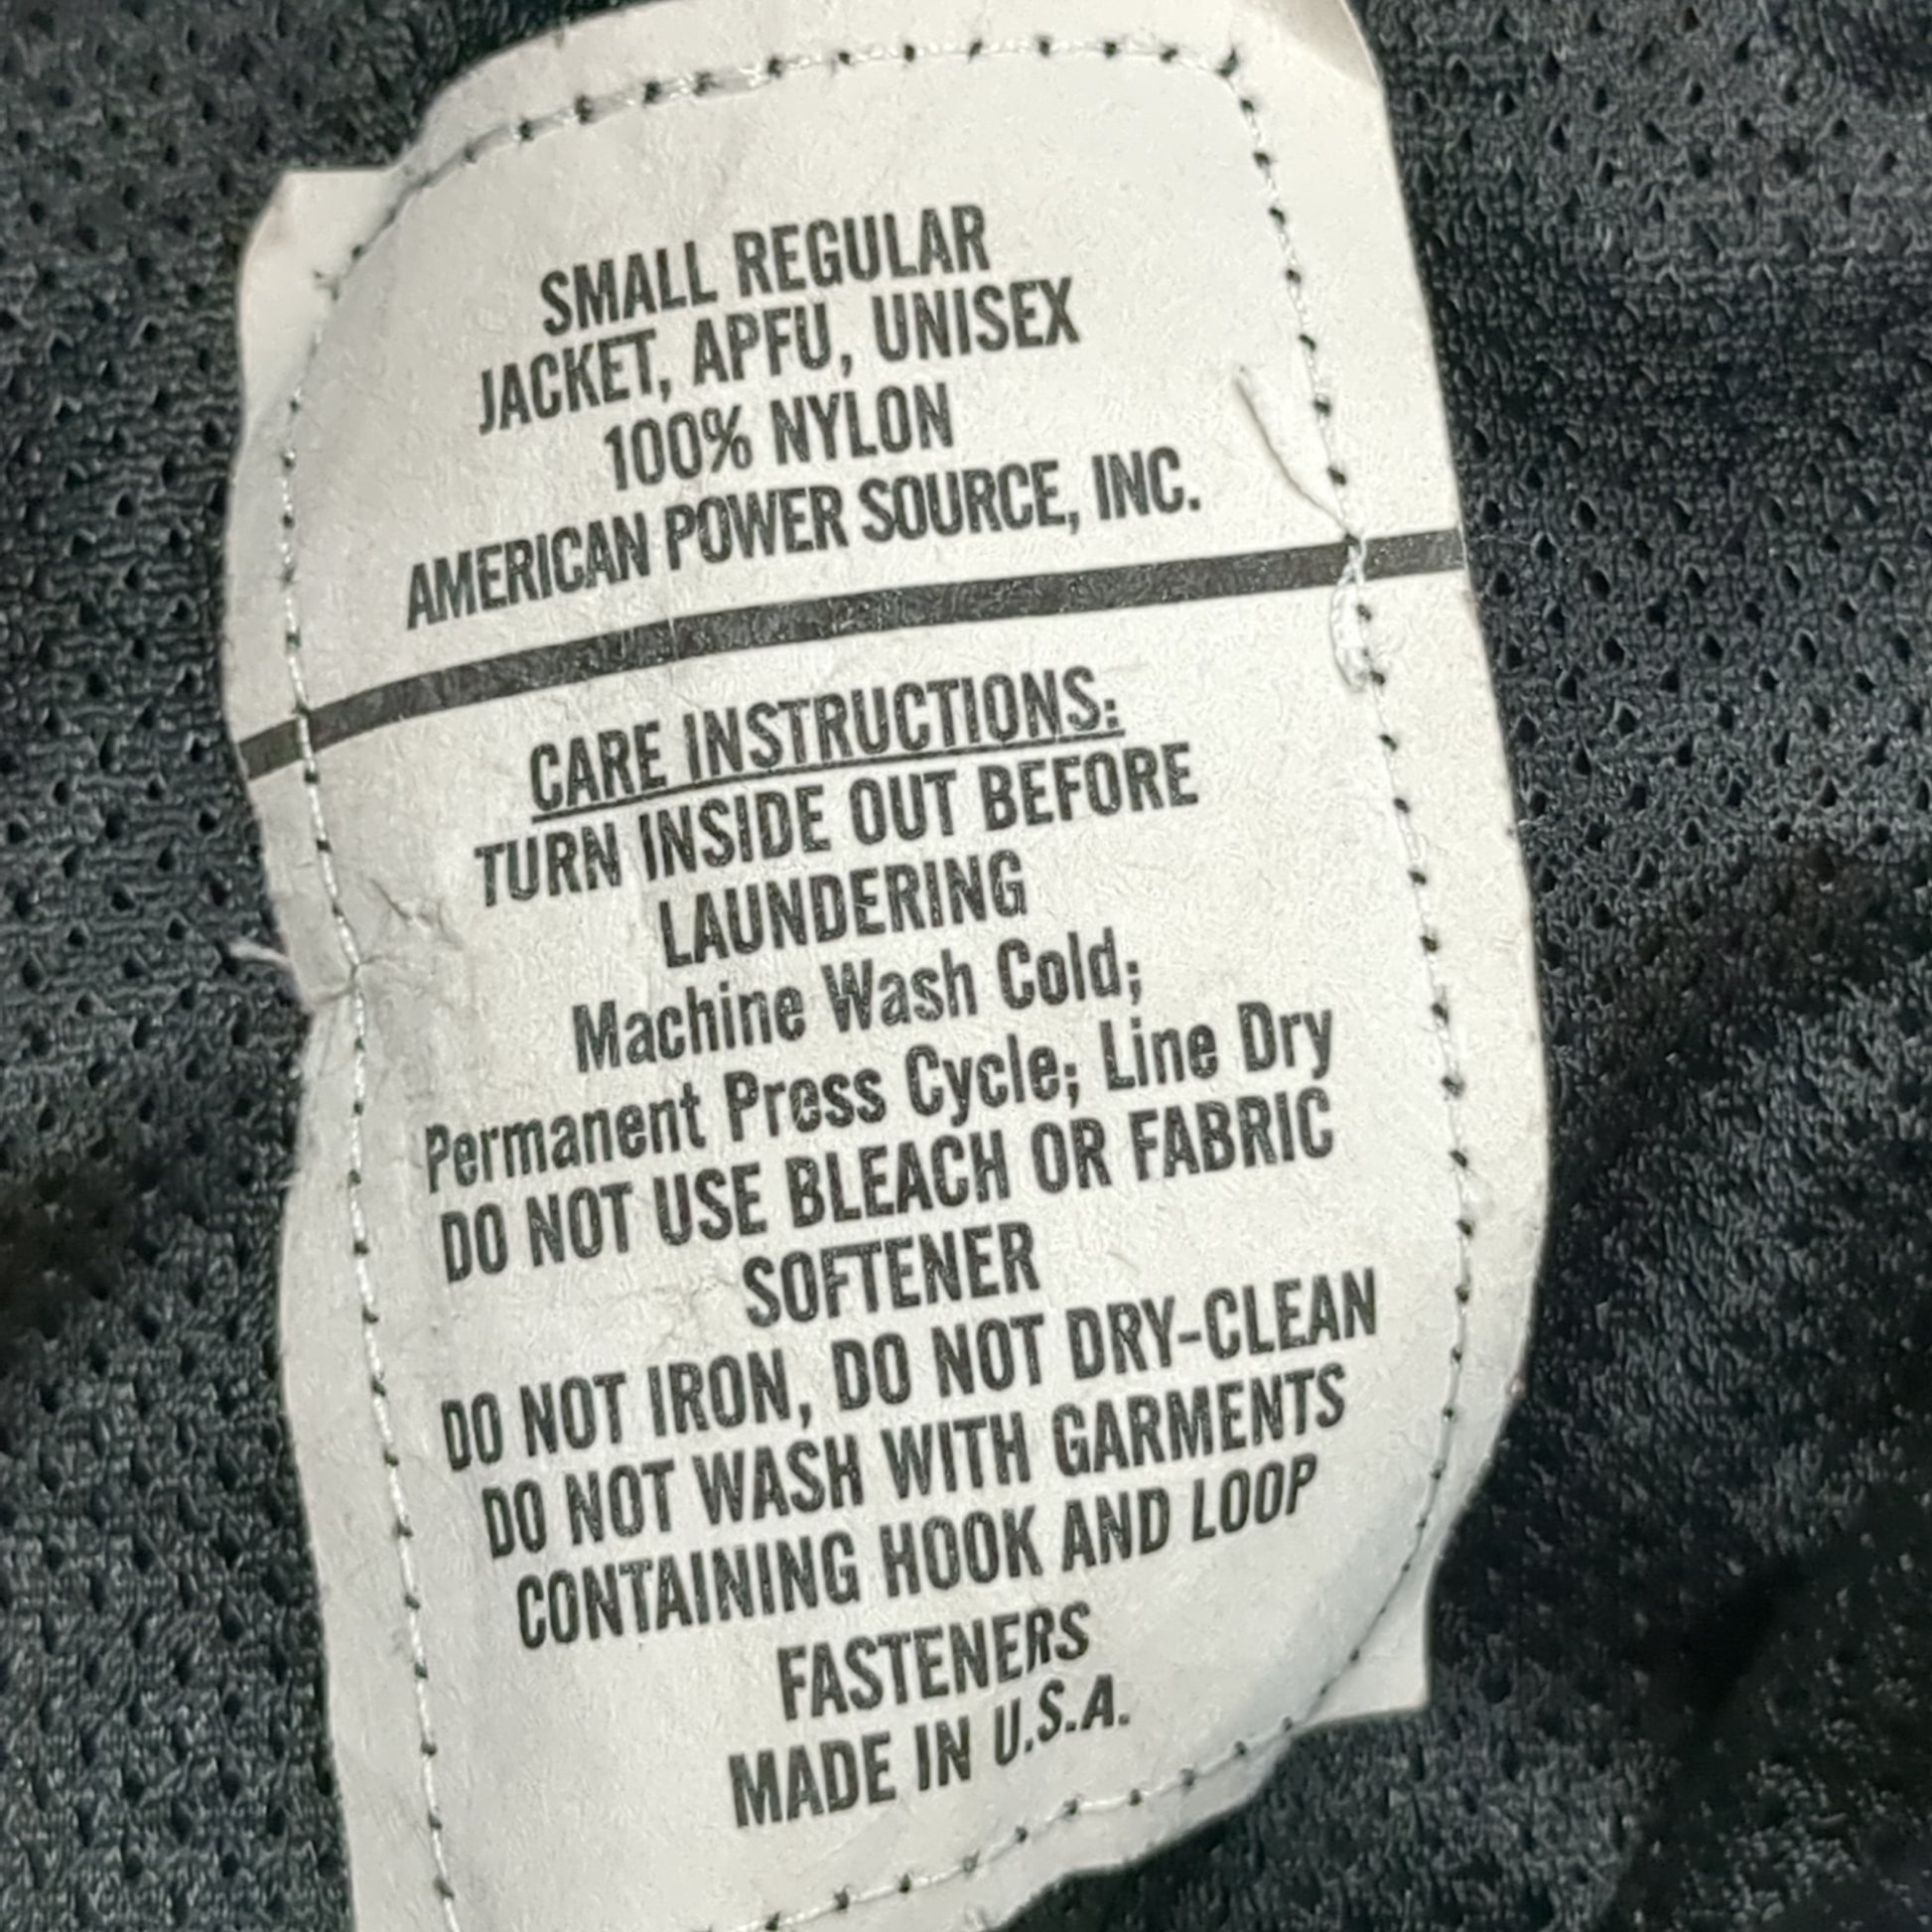 SMALL REGULAR
JACKET, APFU, UNISEX
100% NYLON
AMERICAN POWER SOURCE, INC.
CARE INSTRUCTIONS:
TURN INSIDE OUT BEFORE
LAUNDERING
Machine Wash Cold;
Permanent Press Cycle; Line Dry
DO NOT USE BLEACH OR FABRIC
SOFTENER
DO NOT IRON, DO NOT DRY-CLEAN
DO NOT WASH WITH GARMENTS
CONTAINING HOOK AND LOOP
FASTENERS
MADE IN U.S.A.